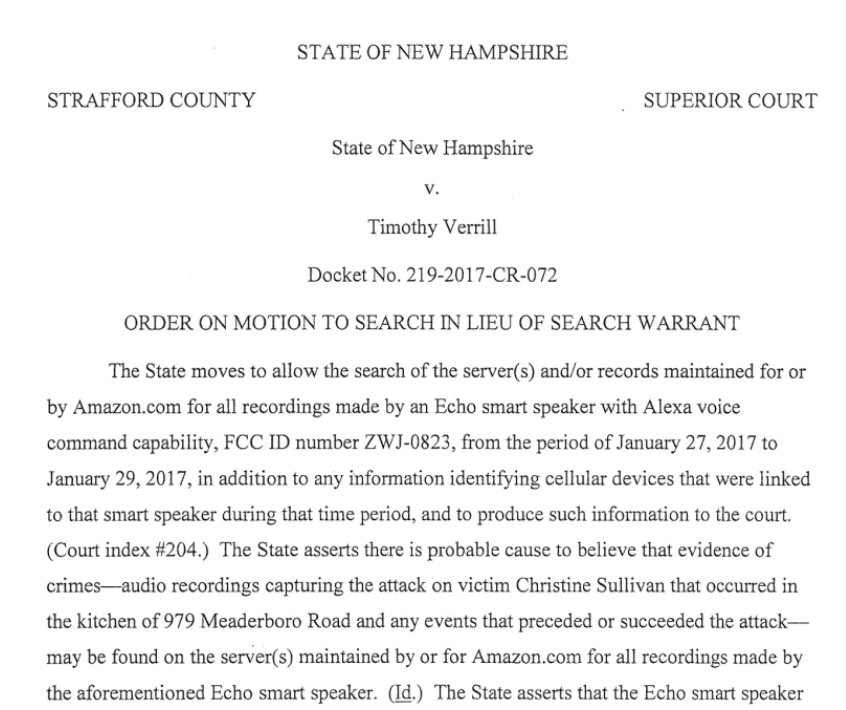 STATE OF NEW HAMPSHIRE
STRAFFORD COUNTY SUPERIOR COURT
State of New Hampshire
v.
Timothy Verrill
Docket No. 219-2017-CR-072
ORDER ON MOTION TO SEARCH IN LIEU OF SEARCH WARRANT
The State moves to allow the search of the server(s) and/or records maintained for or
by Amazon.com for all recordings made by an Echo smart speaker with Alexa voice
command capability, FCC ID number ZWJ-0823, from the period of January 27, 2017 to
January 29, 2017, in addition to any information identifying cellular devices that were linked
to that smart speaker during that time period, and to produce such information to the court.
(Court index #204.) The State asserts there is probable cause to believe that evidence of
crimes—audio recordings capturing the attack on victim Christine Sullivan that occurred in
the kitchen of 979 Meaderboro Road and any events that preceded or succeeded the attack—
may be found on the server(s) maintained by or for Amazon.com for all recordings made by
the aforementioned Echo smart speaker. (Id.) The State asserts that the Echo smart speaker